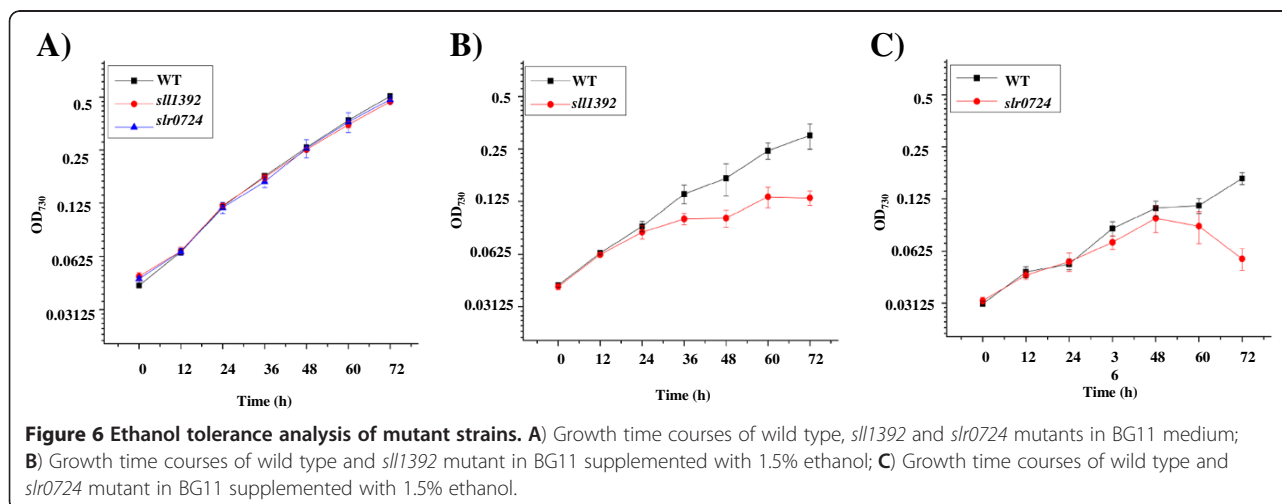 A)
WT
sll1392
slr0724
0.5
0.25
0.125
0.0625
0.03125
OD730
0 12 24 36 48 60 72
Time (h)
B)
WT
sll1392
0.5
0.25
0.125
0.0625
0.03125
OD730
0 12 24 36 48 60 72
Time (h)
C)
WT
slr0724
0.5
0.25
0.125
0.0625
0.03125
OD730
0 12 24 3 48 60 72
6
Time (h)
Figure 6 Ethanol tolerance analysis of mutant strains. A) Growth time courses of wild type, sll1392 and slr0724 mutants in BG11 medium;
B) Growth time courses of wild type and sll1392 mutant in BG11 supplemented with 1.5% ethanol; C) Growth time courses of wild type and
slr0724 mutant in BG11 supplemented with 1.5% ethanol.